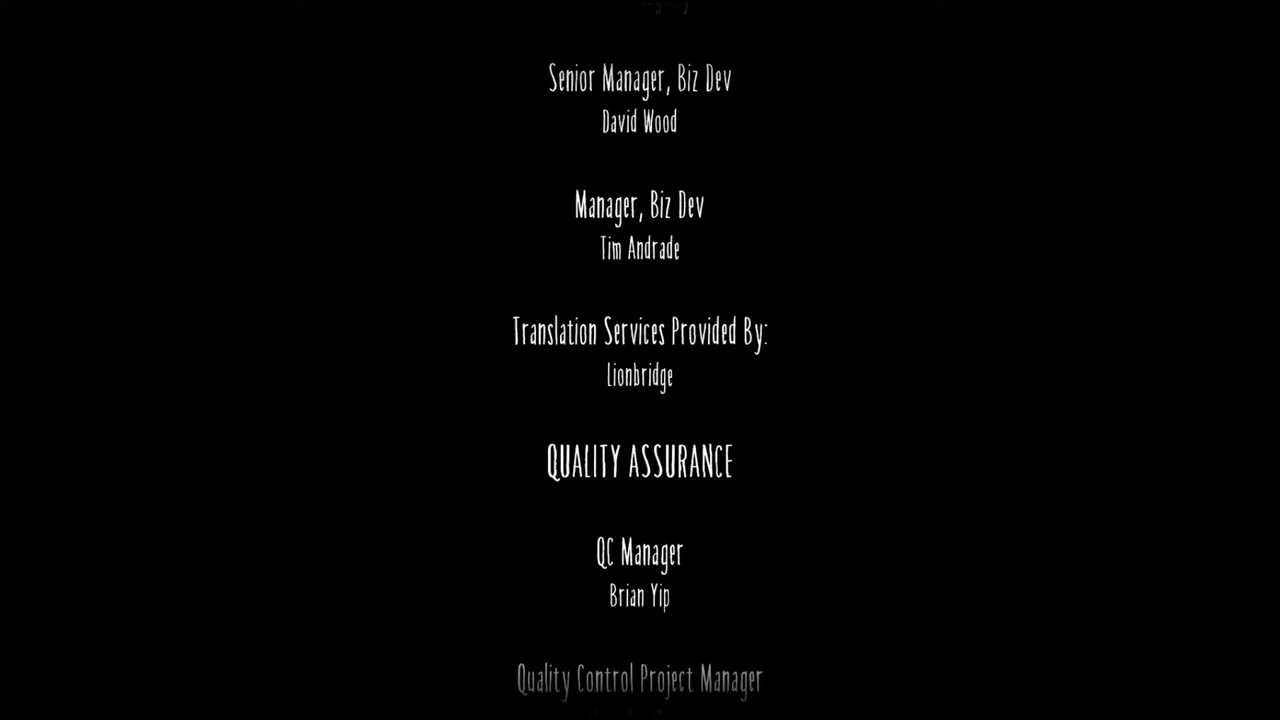 Senior Manager, Biz Dev
David Wood
Manager, Biz Dev
Tim Andrade
Translation Services Provided By:
Lionbridge
QUALITY ASSURANCE
QC Manager
Brian Yip
Quality Control Project Manager